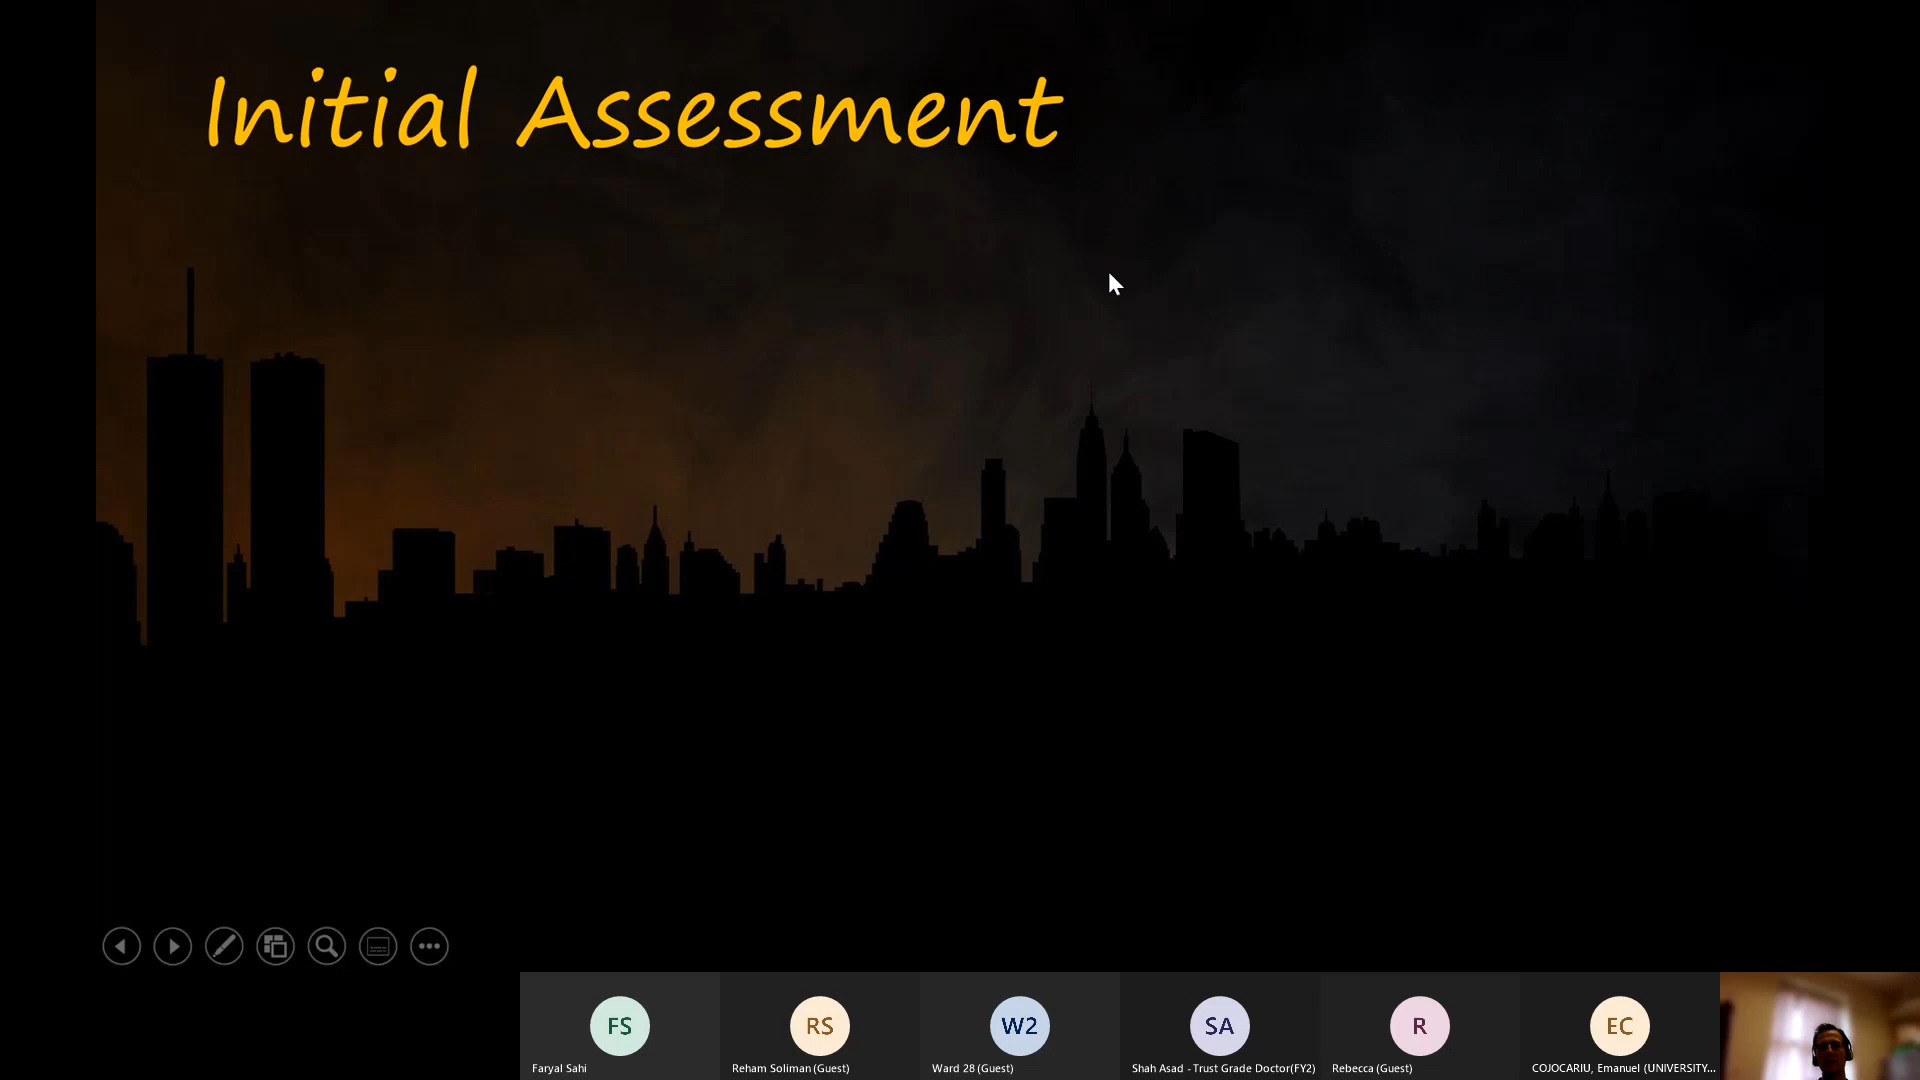 Initial Assessment
FS
RS
W2
SA
R
EC
Faryal Sahi
Reham Soliman (Guest)
Ward 28 (Guest)
Shah Asad - Trust Grade Doctor(FY2)
Rebecca (Guest)
COJOCARIU, Emanuel (UNIVERSITY...